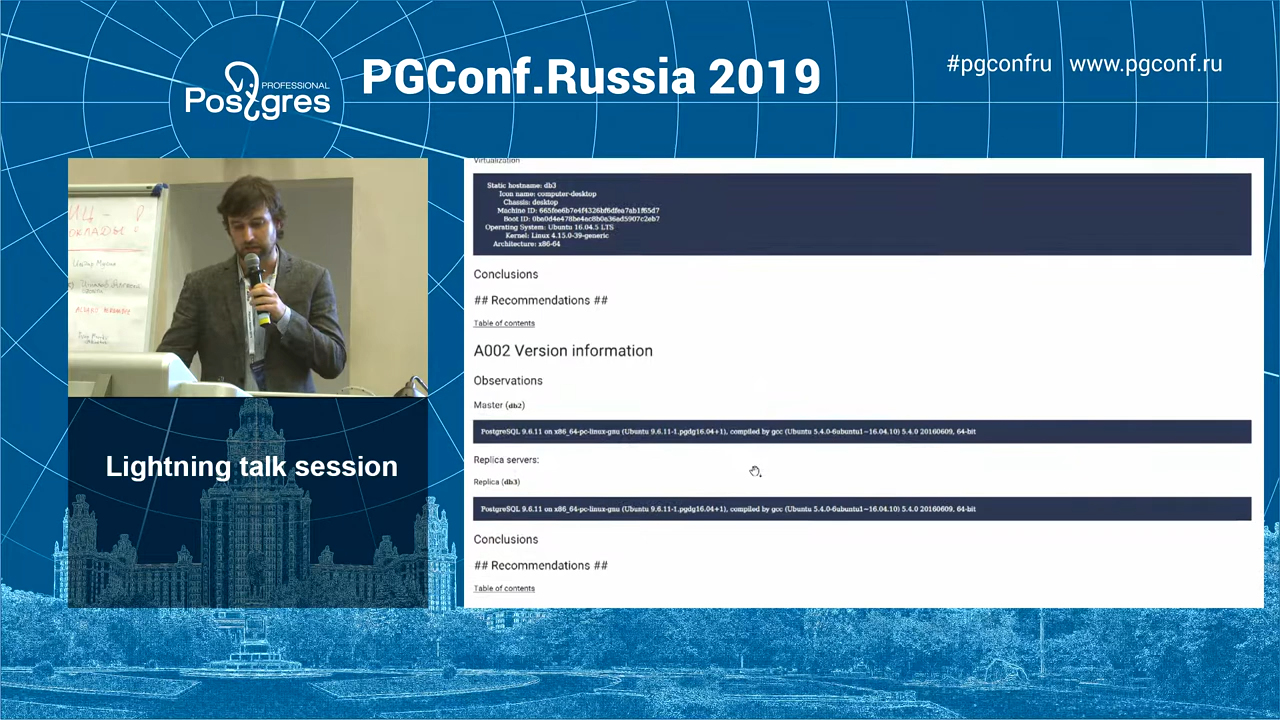 PROFESSIONAL
Postgres
PGConf.Russia 2019
#pgconfru www.pgconf.ru
Lightning talk session
Virtualization
Static hostname: db3
Icon name: computer-desktop
Chassis: desktop
Operating System: Ubuntu 16.04.5 LTS
Kernel: Linux 4.15.0-39-generic
Architecture: x86-64
Conclusions
## Recommendations ##
Table of contents
A002 Version information
Observations
Master (db2)
PostgreSQL 9.6.11 on x86_64-pc-linux-gnu (Ubuntu 9.6.11-1.pgdg16.04+1), compiled by gcc (Ubuntu 5.4.0-6ubuntu1~16.04.10) 5.4.0 20160609, 64-bit
Replica servers:
Replica (db3)
PostgreSQL 9.6.11 on x86_64-pc-linux-gnu (Ubuntu 9.6.11-1.pgdg16.04+1), compiled by gcc (Ubuntu 5.4.0-6ubuntu1~16.04.10) 5.4.0 20160609, 64-bit
Conclusions
## Recommendations ##
Table of contents